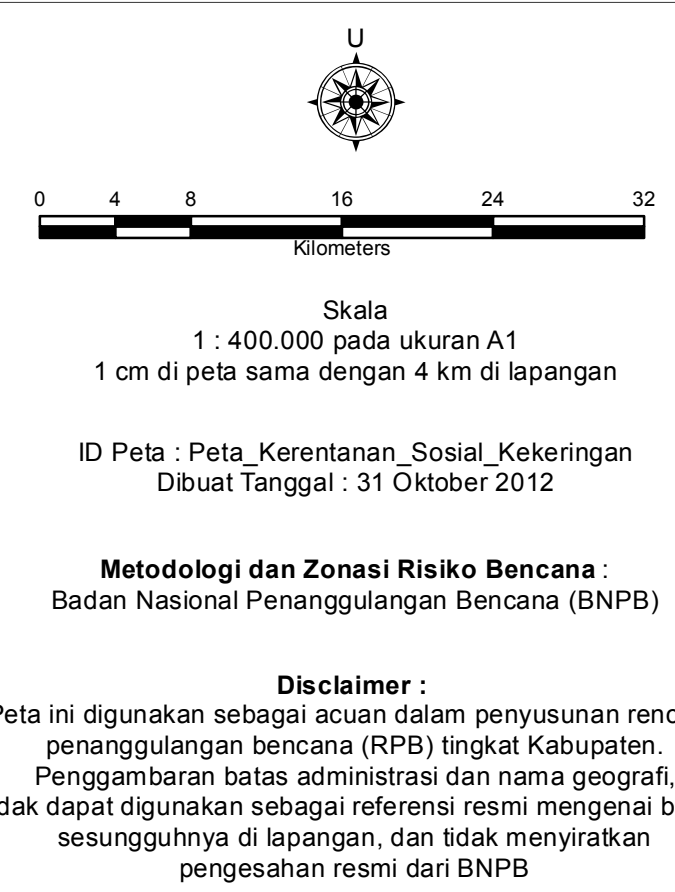 U
0 4 8 16 24 32
Kilometers
Skala
1 : 400.000 pada ukuran A1
1 cm di peta sama dengan 4 km di lapangan
ID Peta : Peta_Kerentanan_Sosial_Kekeringan
Dibuat Tanggal : 31 Oktober 2012
Metodologi dan Zonasi Risiko Bencana :
Badan Nasional Penanggulangan Bencana (BNPB)
Disclaimer :
Peta ini digunakan sebagai acuan dalam penyusunan
penanggulangan bencana (RPB) tingkat Kabupaten.
Penggambaran batas administrasi dan nama geografi,
dapat digunakan sebagai referensi resmi mengenai
sesungguhnya di lapangan, dan tidak menyiratkan
pengesahan resmi dari BNPB